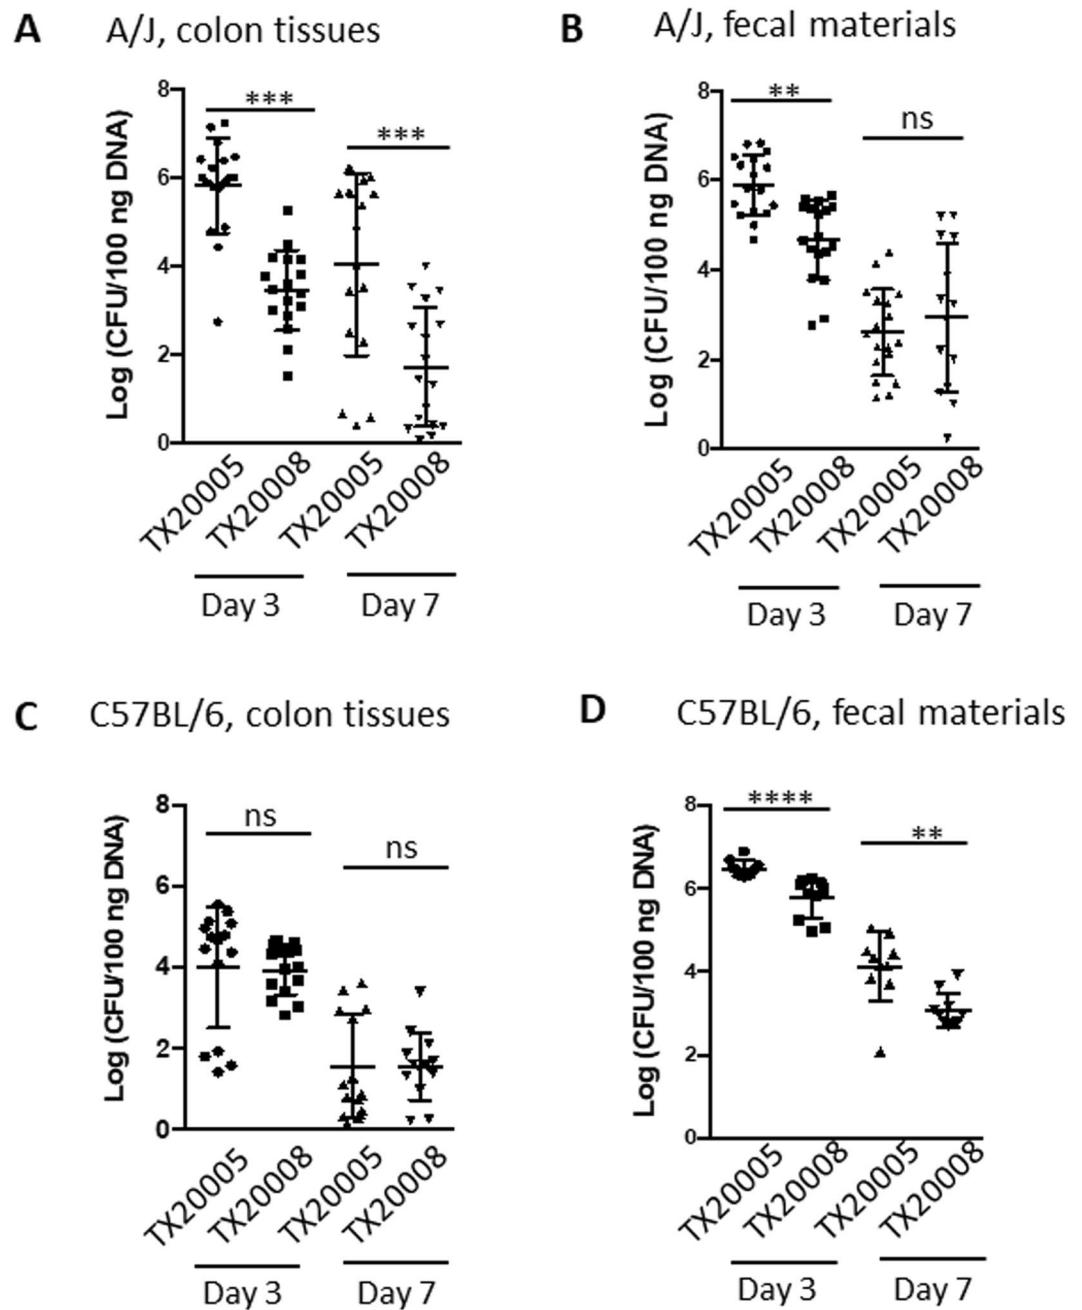 A
A/J, colon tissues
Log (CFU/100 ng DNA)
8
6
4
2
0
***
***
TX20005
TX20008
TX20005
TX20008
Day 3
Day 7
B
A/J, fecal materials
Log (CFU/100 ng DNA)
8
6
4
2
0
**
ns
TX20005
TX20008
TX20005
TX20008
Day 3
Day 7
C
C57BL/6, colon tissues
Log (CFU/100 ng DNA)
8
6
4
2
0
ns
ns
TX20005
TX20008
TX20005
TX20008
Day 3
Day 7
D
C57BL/6, fecal materials
Log (CFU/100 ng DNA)
8
6
4
2
0
****
**
TX20005
TX20008
TX20005
TX20008
Day 3
Day 7